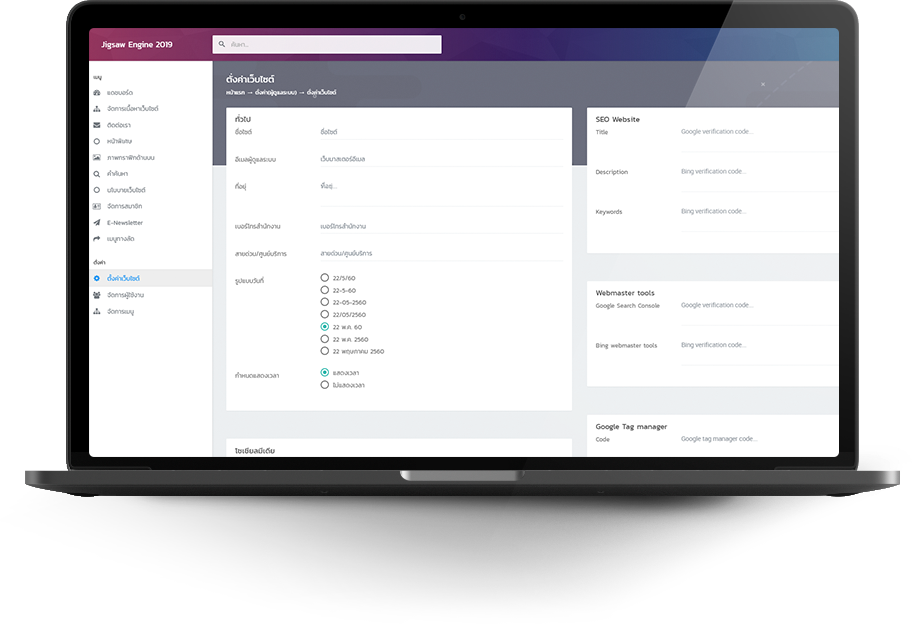 Jigsaw Engine 2019
ค้นหา...
เมนู
แดชบอร์ด
จัดการเนื้อหาเว็บไซต์
ติดต่อเรา
หน้าพิเศษ
ภาพกราฟิกด้านบน
คำค้นหา
นโยบายเว็บไซต์
จัดการสมาชิก
E-Newsletter
เมนูทางลัด
ตั้งค่า
ตั้งค่าเว็บไซต์
จัดการผู้ใช้งาน
จัดการเมนู
ตั้งค่าเว็บไซต์
หน้าแรก → ตั้งค่า(ผู้ดูแลระบบ) → ตั้งค่าเว็บไซต์
ทั่วไป
ชื่อไซต์ ชื่อไซต์
อีเมลผู้ดูแลระบบ เว็บมาสเตอร์อีเมล
ที่อยู่ ที่อยู่...
เบอร์โทรสำนักงาน เบอร์โทรสำนักงาน
สายด่วน/ศูนย์บริการ สายด่วน/ศูนย์บริการ
รูปแบบวันที่ 22/5/60
22-5-60
22-05-2560
22/05/2560
22 พ.ค. 60
22 พ.ค. 2560
22 พฤษภาคม 2560
กำหนดแสดงเวลา แสดงเวลา
ไม่แสดงเวลา
โซเชียลมีเดีย
SEO Website
Title Google verification code...
Description Bing verification code...
Keywords Bing verification code...
Webmaster tools
Google Search Console Google verification code...
Bing webmaster tools Bing verification code...
Google Tag manager
Code Google tag manager code...